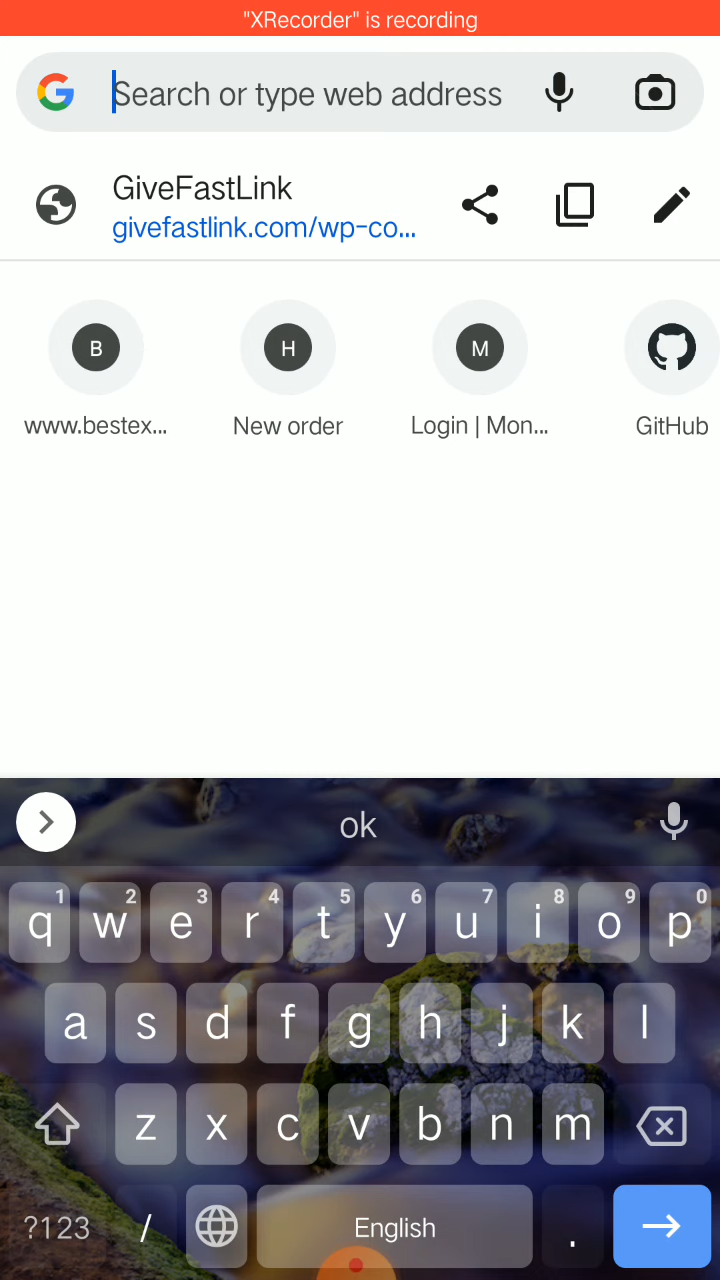 "XRecorder" is recording
Search or type web address
GiveFastLink
givefastlink.com/wp-co...
B H M
www.bestex... New order Login | Mon... GitHub
ok
1 2 3 4 5 6 7 8 9 0
q w e r t y u i o p
a s d f g h j k l
z x c v b n m
?123 / English .